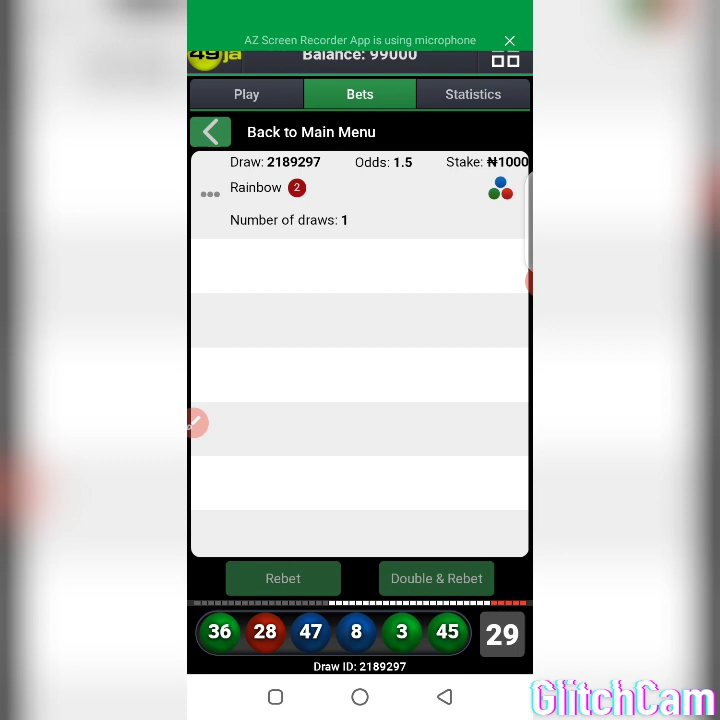 AZ Screen Recorder App is using microphone
49ja
Balance: 99000
Play Bets Statistics
Back to Main Menu
Draw: 2189297 Odds: 1.5 Stake: ₦1000
Rainbow 2
Number of draws: 1
Rebet Double & Rebet
36 28 47 8 3 45 29
Draw ID: 2189297
GlitchCam